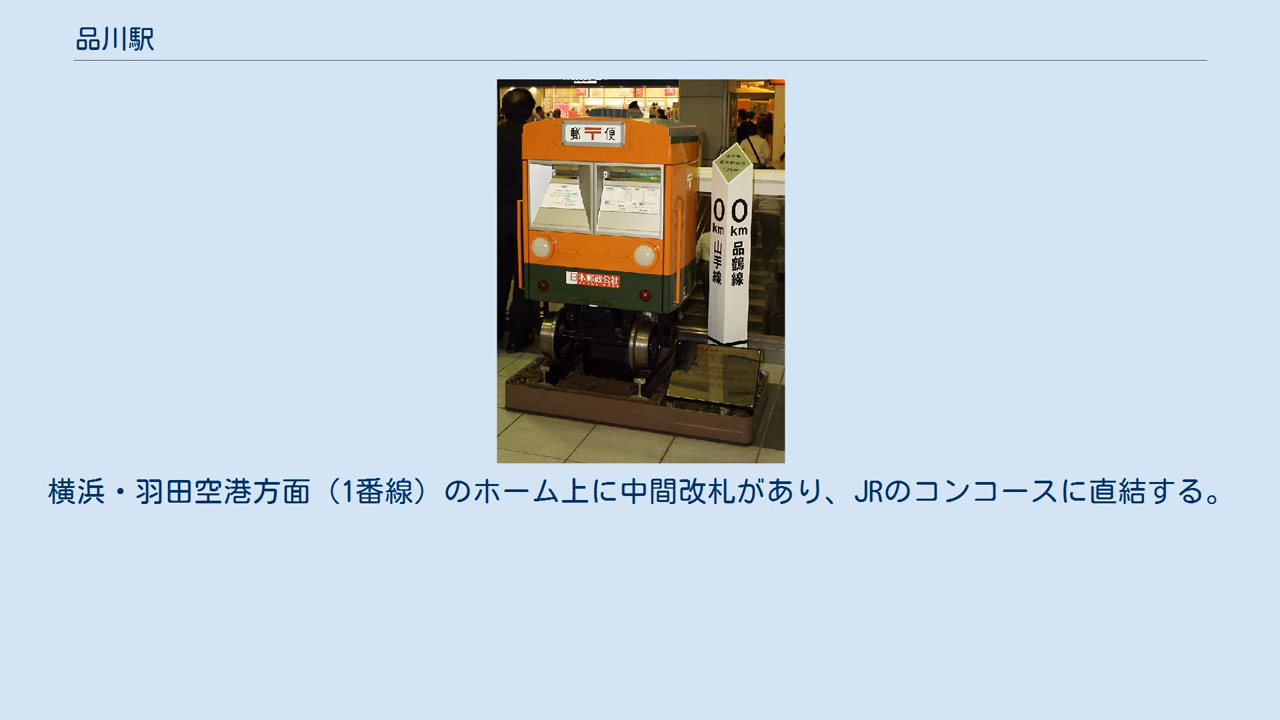 品川駅
郵〒便
日本郵政公社
0 0
km km
山手線 品鶴線
横浜・羽田空港方面（1番線）のホーム上に中間改札があり、JRのコンコースに直結する。